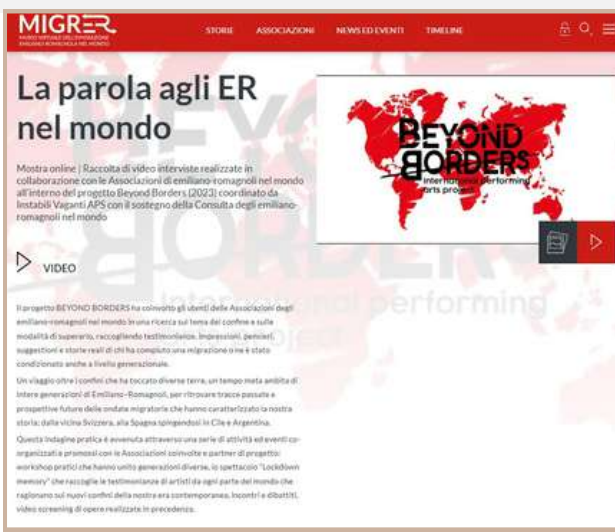 MIGRER
MUSEO VIRTUALE DELL'EMIGRAZIONE
EMILIANO-ROMAGNOLA NEL MONDO
STORIE ASSOCIAZIONI NEWS ED EVENTI TIMELINE
La parola agli ER
nel mondo
Mostra online | Raccolta di video interviste realizzate in
collaborazione con le Associazioni di emiliano-romagnoli nel mondo
all'interno del progetto Beyond Borders (2023) coordinato da
Instabili Vaganti APS con il sostegno della Consulta degli emiliano-
romagnoli nel mondo
BEYOND
BORDERS
international performing
arts project
VIDEO
Il progetto BEYOND BORDERS ha coinvolto gli utenti delle Associazioni degli
emiliano-romagnoli nel mondo in una ricerca sul tema del confine e sulle
modalità di superarlo, raccogliendo testimonianze, impressioni, pensieri,
suggestioni e storie reali di chi ha compiuto una migrazione o ne è stato
condizionato anche a livello generazionale.
Un viaggio oltre i confini che ha toccato diverse terre, un tempo meta ambita di
intere generazioni di Emiliano-Romagnoli, per ritrovare tracce passate e
prospettive future delle ondate migratorie che hanno caratterizzato la nostra
storia: dalla vicina Svizzera, alla Spagna spingendosi in Cile e Argentina.
Questa indagine pratica è avvenuta attraverso una serie di attività ed eventi co-
organizzati e promossi con le Associazioni coinvolte e partner di progetto:
workshop pratici che hanno unito generazioni diverse, lo spettacolo "Lockdown
memory" che raccoglie le testimonianze di artisti da ogni parte del mondo che
ragionano sui nuovi confini della nostra era contemporanea, incontri e dibattiti,
video screening di opere realizzate in precedenza.